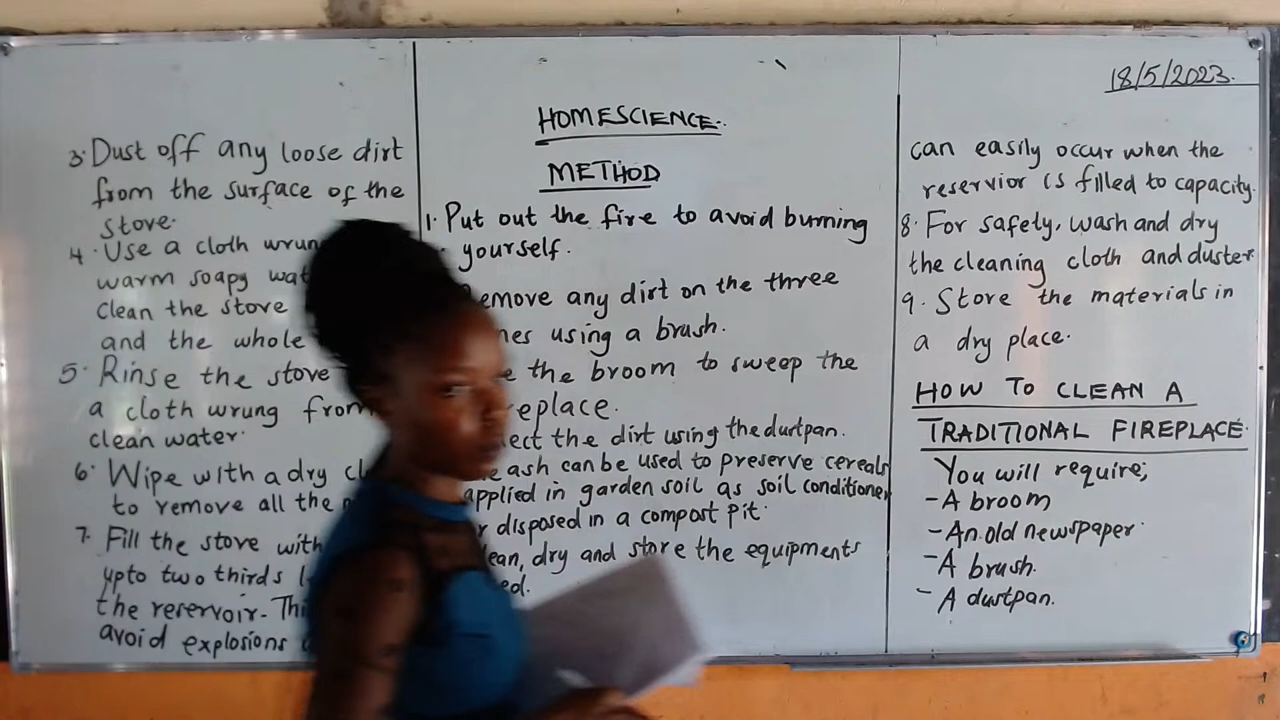 3. Dust off any loose dirt
from the surface of the
stove.
4. Use a cloth
warm soapy
Clean the stove
and the whole
5. Rinse the stove
a cloth wrung from
clean water.
6. Wipe with a dry
to remove all the
7. Fill the stove with
upto two thirds
the reservoir.
avoid explosions
HOMESCIENCE.
METHOD
1. Put out the fire to avoid burning
yourself.
any dirt on the three
using a brush.
the broom to sweep the
the dirt using the dustpan.
ash can be used to preserve cereals
applied in garden soil as soil conditioner
disposed in a compost pit.
dry and store the equipments
18/5/2023.
can easily occur when the
reservior is filled to capacity.
8. For safety, wash and dry
the cleaning cloth and duster.
9. Store the materials in
a dry place.
HOW TO CLEAN A
TRADITIONAL FIREPLACE.
You will require;
- A broom
- An old newspaper.
- A brush.
- A dustpan.